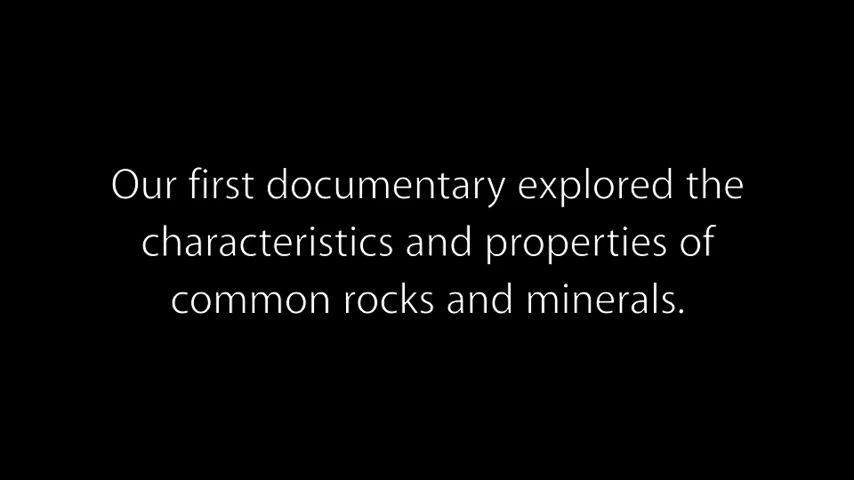 Our first documentary explored the
characteristics and properties of
common rocks and minerals.